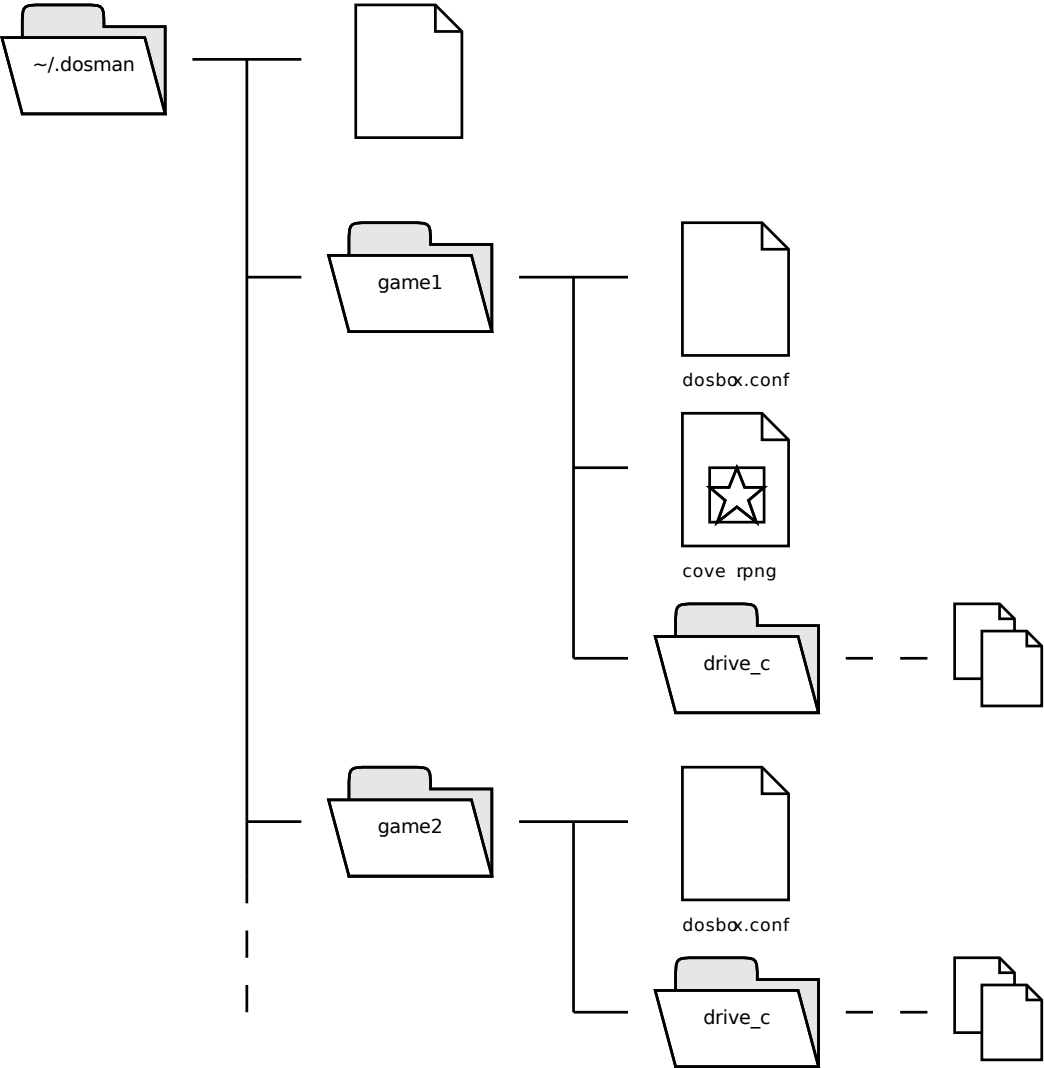 ~/.dosman
game1
dosbox.conf
cove rpng
drive_c
game2
dosbox.conf
drive_c